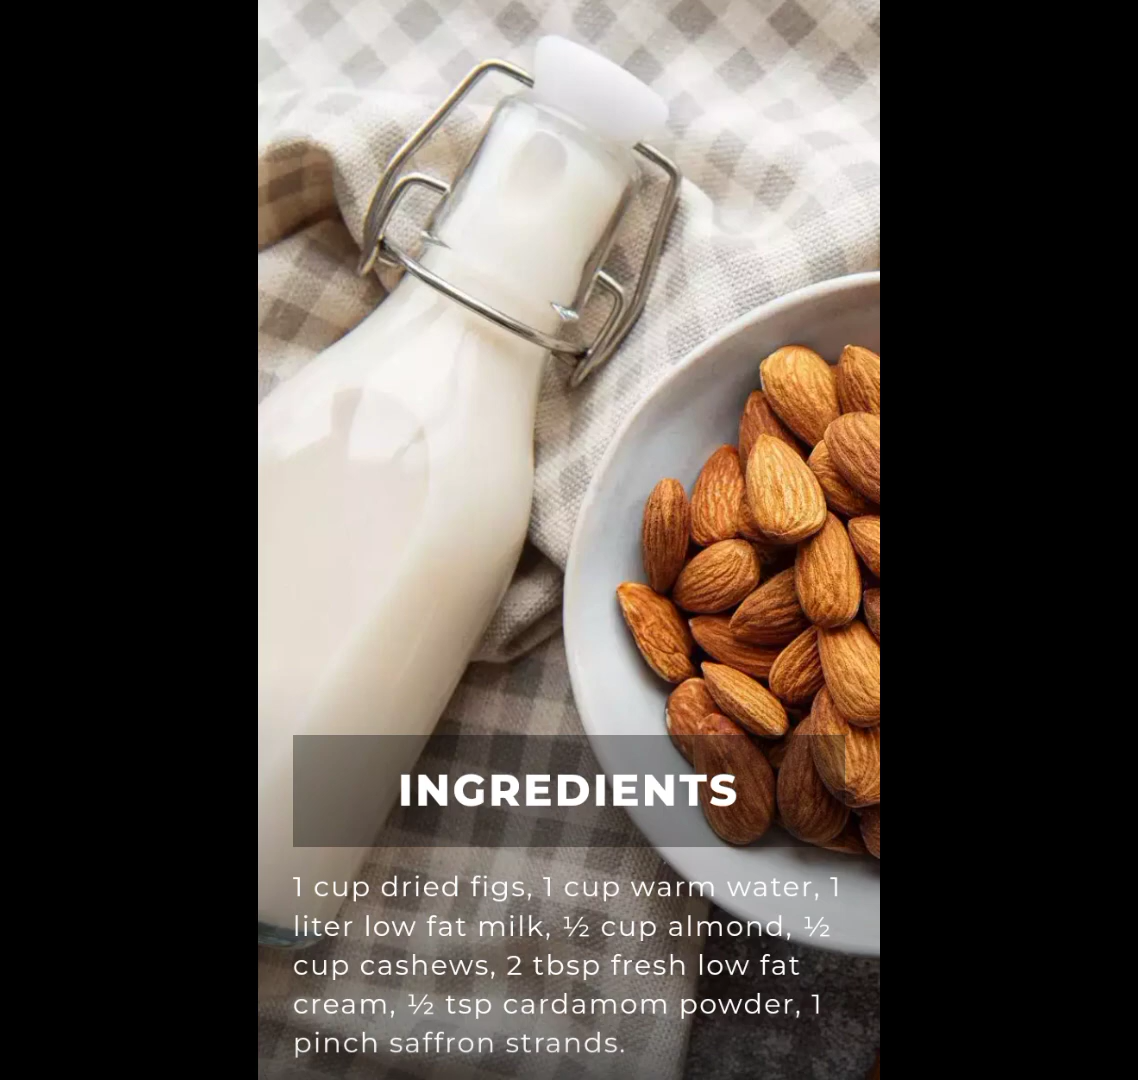 INGREDIENTS
1 cup dried figs, 1 cup warm water, 1
liter low fat milk, ½ cup almond, ½
cup cashews, 2 tbsp fresh low fat
cream, ½ tsp cardamom powder, 1
pinch saffron strands.